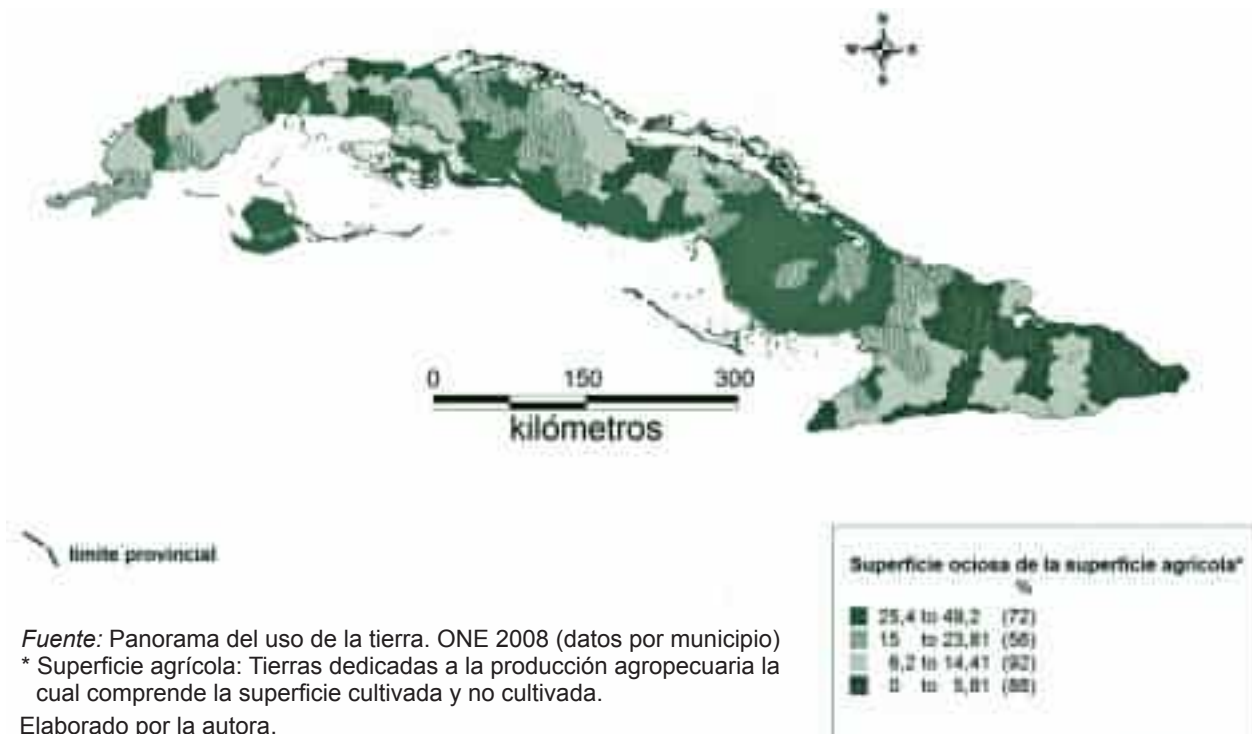 0 150 300
kilómetros
límite provincial
Superficie ociosa de la superficie agrícola*
%
25,4 to 49,2 (72)
15 to 23,81 (56)
6,2 to 14,41 (92)
0 to 5,81 (88)
Fuente: Panorama del uso de la tierra. ONE 2008 (datos por municipio)
* Superficie agrícola: Tierras dedicadas a la producción agropecuaria la
cual comprende la superficie cultivada y no cultivada.
Elaborado por la autora.